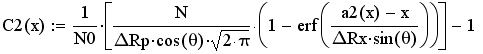 C2(x) := 1/N0·[N/(ΔRp·cos(θ)·√(2·π))·(1 − erf((a2(x) − x)/(ΔRx·sin(θ))))] − 1